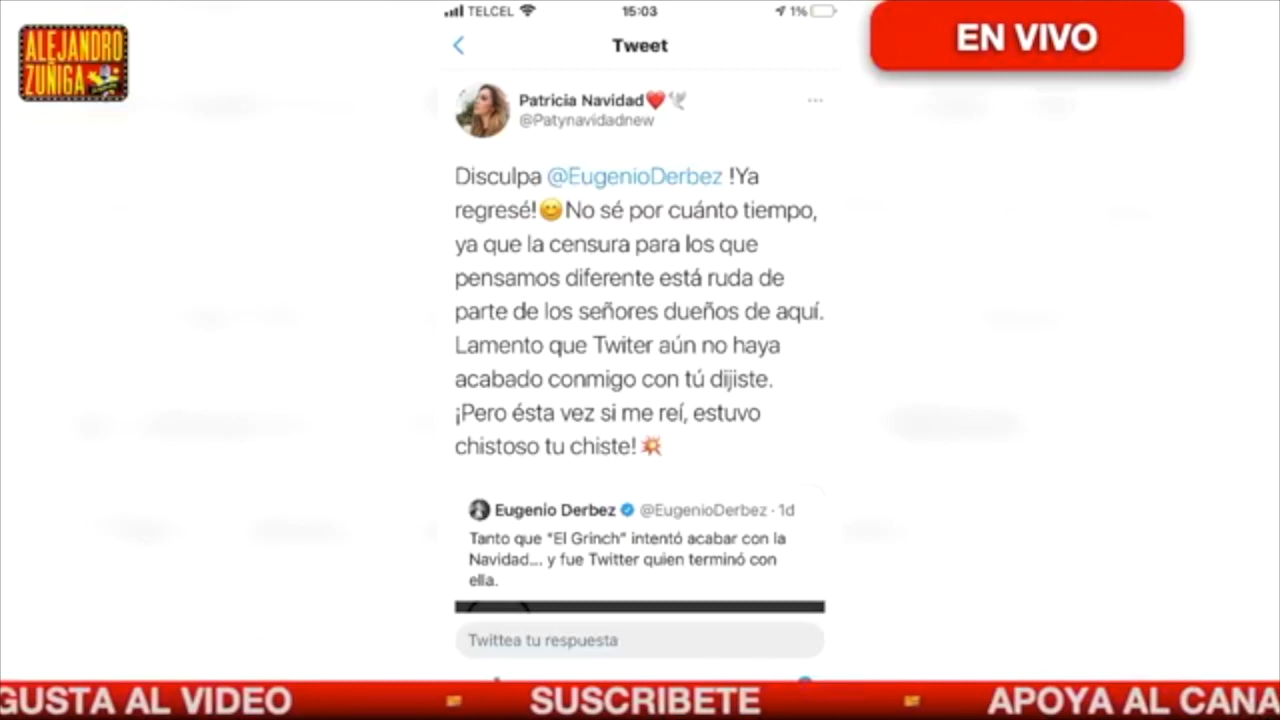 TELCEL 15:03 1%
ALEJANDRO
ZUÑIGA
EN VIVO
Tweet
Patricia Navidad❤️🕊
@Patynavidadnew
Disculpa @EugenioDerbez !Ya
regresé!😊No sé por cuánto tiempo,
ya que la censura para los que
pensamos diferente está ruda de
parte de los señores dueños de aquí.
Lamento que Twiter aún no haya
acabado conmigo con tú dijiste.
¡Pero ésta vez si me reí, estuvo
chistoso tu chiste!💥
Eugenio Derbez @EugenioDerbez · 1d
Tanto que "El Grinch" intentó acabar con la
Navidad... y fue Twitter quien terminó con
ella.
Twittea tu respuesta
GUSTA AL VIDEO SUSCRIBETE APOYA AL CANA